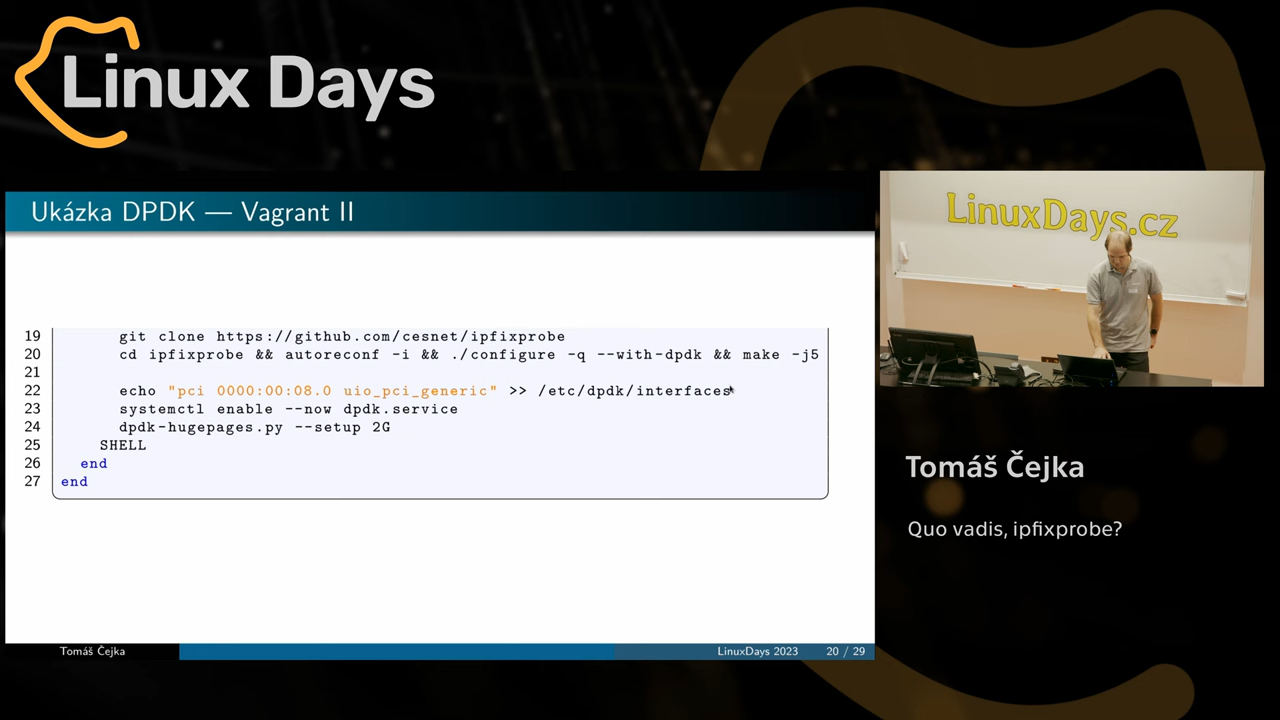 Linux Days
Ukázka DPDK — Vagrant II
LinuxDays.cz
19 git clone https://github.com/cesnet/ipfixprobe
20 cd ipfixprobe && autoreconf -i && ./configure -q --with-dpdk && make -j5
21
22 echo "pci 0000:00:08.0 uio_pci_generic" >> /etc/dpdk/interfaces
23 systemctl enable --now dpdk.service
24 dpdk-hugepages.py --setup 2G
25 SHELL
26 end
27 end
Tomáš Čejka
Quo vadis, ipfixprobe?
Tomáš Čejka LinuxDays 2023 20 / 29